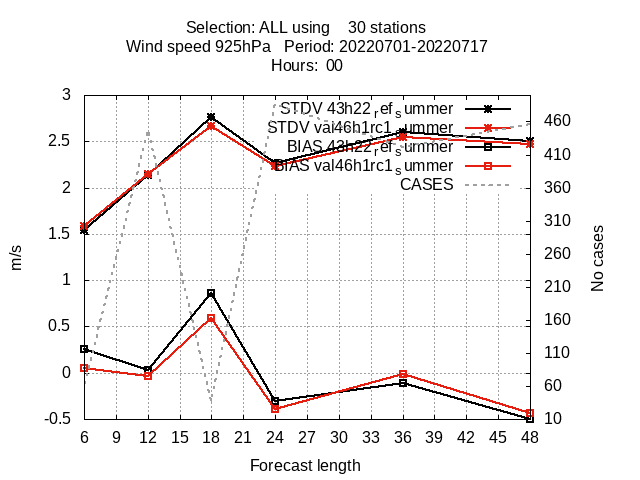 Selection: ALL using    30 stations
Wind speed 925hPa   Period: 20220701-20220717
Hours:  00
STDV 43h22_ref_summer
STDV val46h1rc1_summer
BIAS 43h22_ref_summer
BIAS val46h1rc1_summer
CASES
3
2.5
2
1.5
1
0.5
0
-0.5
m/s
460
410
360
310
260
210
160
110
60
10
No cases
6 9 12 15 18 21 24 27 30 33 36 39 42 45 48
Forecast length